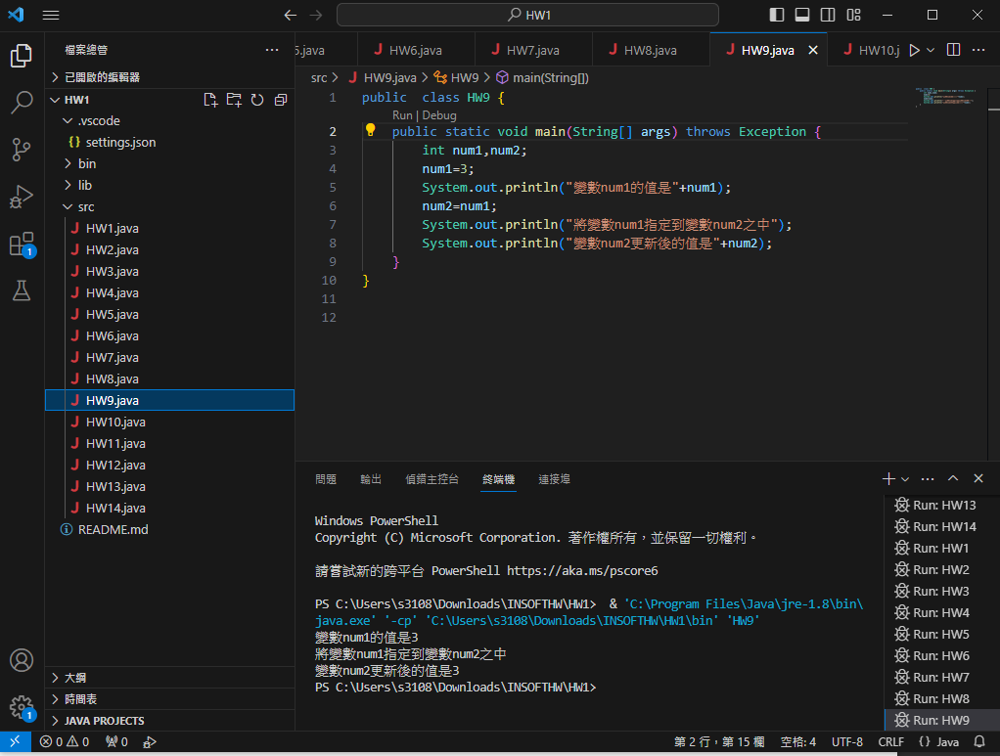 HW1
檔案總管
已開啟的編輯器
HW1
.vscode
{} settings.json
bin
lib
src
J HW1.java
J HW2.java
J HW3.java
J HW4.java
J HW5.java
J HW6.java
J HW7.java
J HW8.java
J HW9.java
J HW10.java
J HW11.java
J HW12.java
J HW13.java
J HW14.java
README.md
大綱
時間表
JAVA PROJECTS
5.java J HW6.java J HW7.java J HW8.java J HW9.java J HW10.j
src > J HW9.java > HW9 > main(String[])
1 public  class HW9 {
Run | Debug
2 public static void main(String[] args) throws Exception {
3 int num1,num2;
4 num1=3;
5 System.out.println("變數num1的值是"+num1);
6 num2=num1;
7 System.out.println("將變數num1指定到變數num2之中");
8 System.out.println("變數num2更新後的值是"+num2);
9 }
10 }
11
12
問題 輸出 偵錯主控台 終端機 連接埠
Windows PowerShell
Copyright (C) Microsoft Corporation. 著作權所有，並保留一切權利。
請嘗試新的跨平台 PowerShell https://aka.ms/pscore6
PS C:\Users\s3108\Downloads\INSOFTHW\HW1>  & 'C:\Program Files\Java\jre-1.8\bin\
java.exe' '-cp' 'C:\Users\s3108\Downloads\INSOFTHW\HW1\bin' 'HW9'
變數num1的值是3
將變數num1指定到變數num2之中
變數num2更新後的值是3
PS C:\Users\s3108\Downloads\INSOFTHW\HW1>
Run: HW13
Run: HW14
Run: HW1
Run: HW2
Run: HW3
Run: HW4
Run: HW5
Run: HW6
Run: HW7
Run: HW8
Run: HW9
1
1
0 0 0 第 2 行，第 15 欄 空格: 4 UTF-8 CRLF {} Java